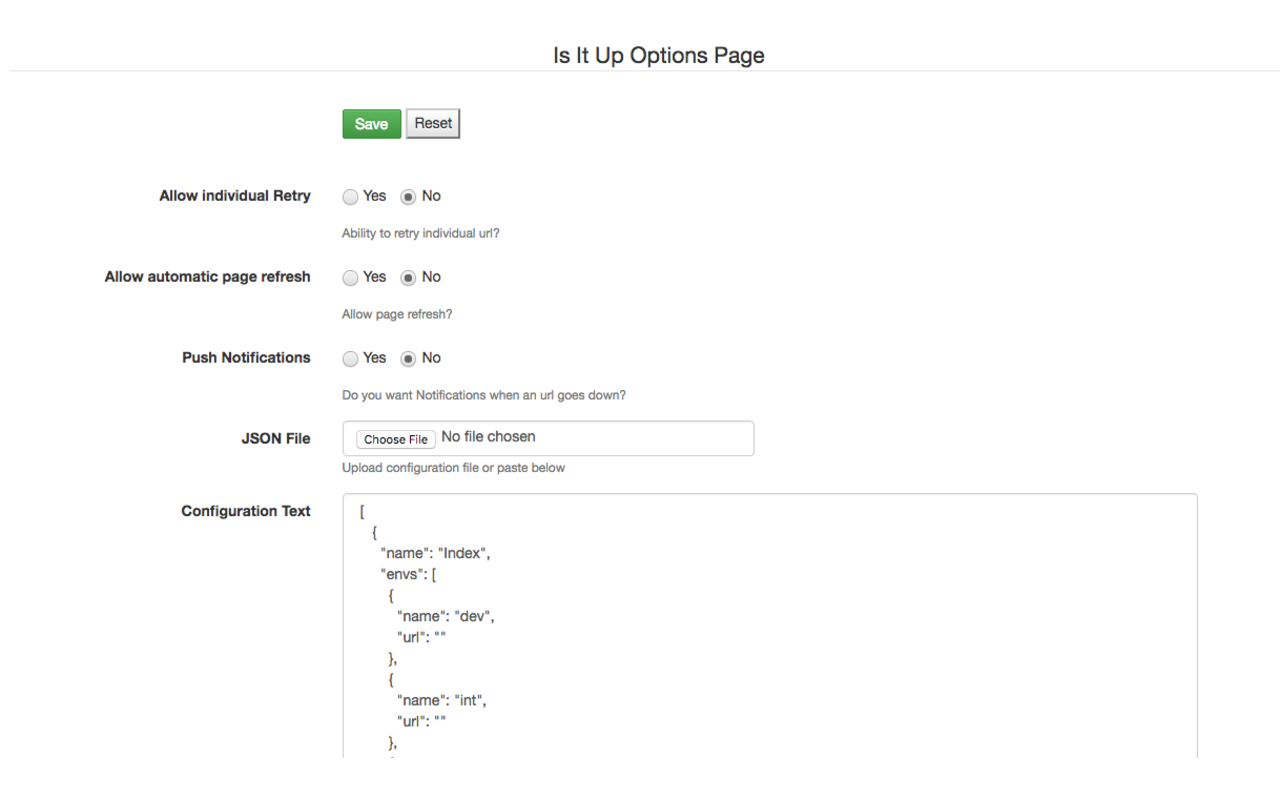 Is It Up Options Page
Save Reset
Allow individual Retry Yes No
Ability to retry individual url?
Allow automatic page refresh Yes No
Allow page refresh?
Push Notifications Yes No
Do you want Notifications when an url goes down?
JSON File Choose File No file chosen
Upload configuration file or paste below
Configuration Text [
{
"name": "Index",
"envs": [
{
"name": "dev",
"url": ""
},
{
"name": "int",
"url": ""
},